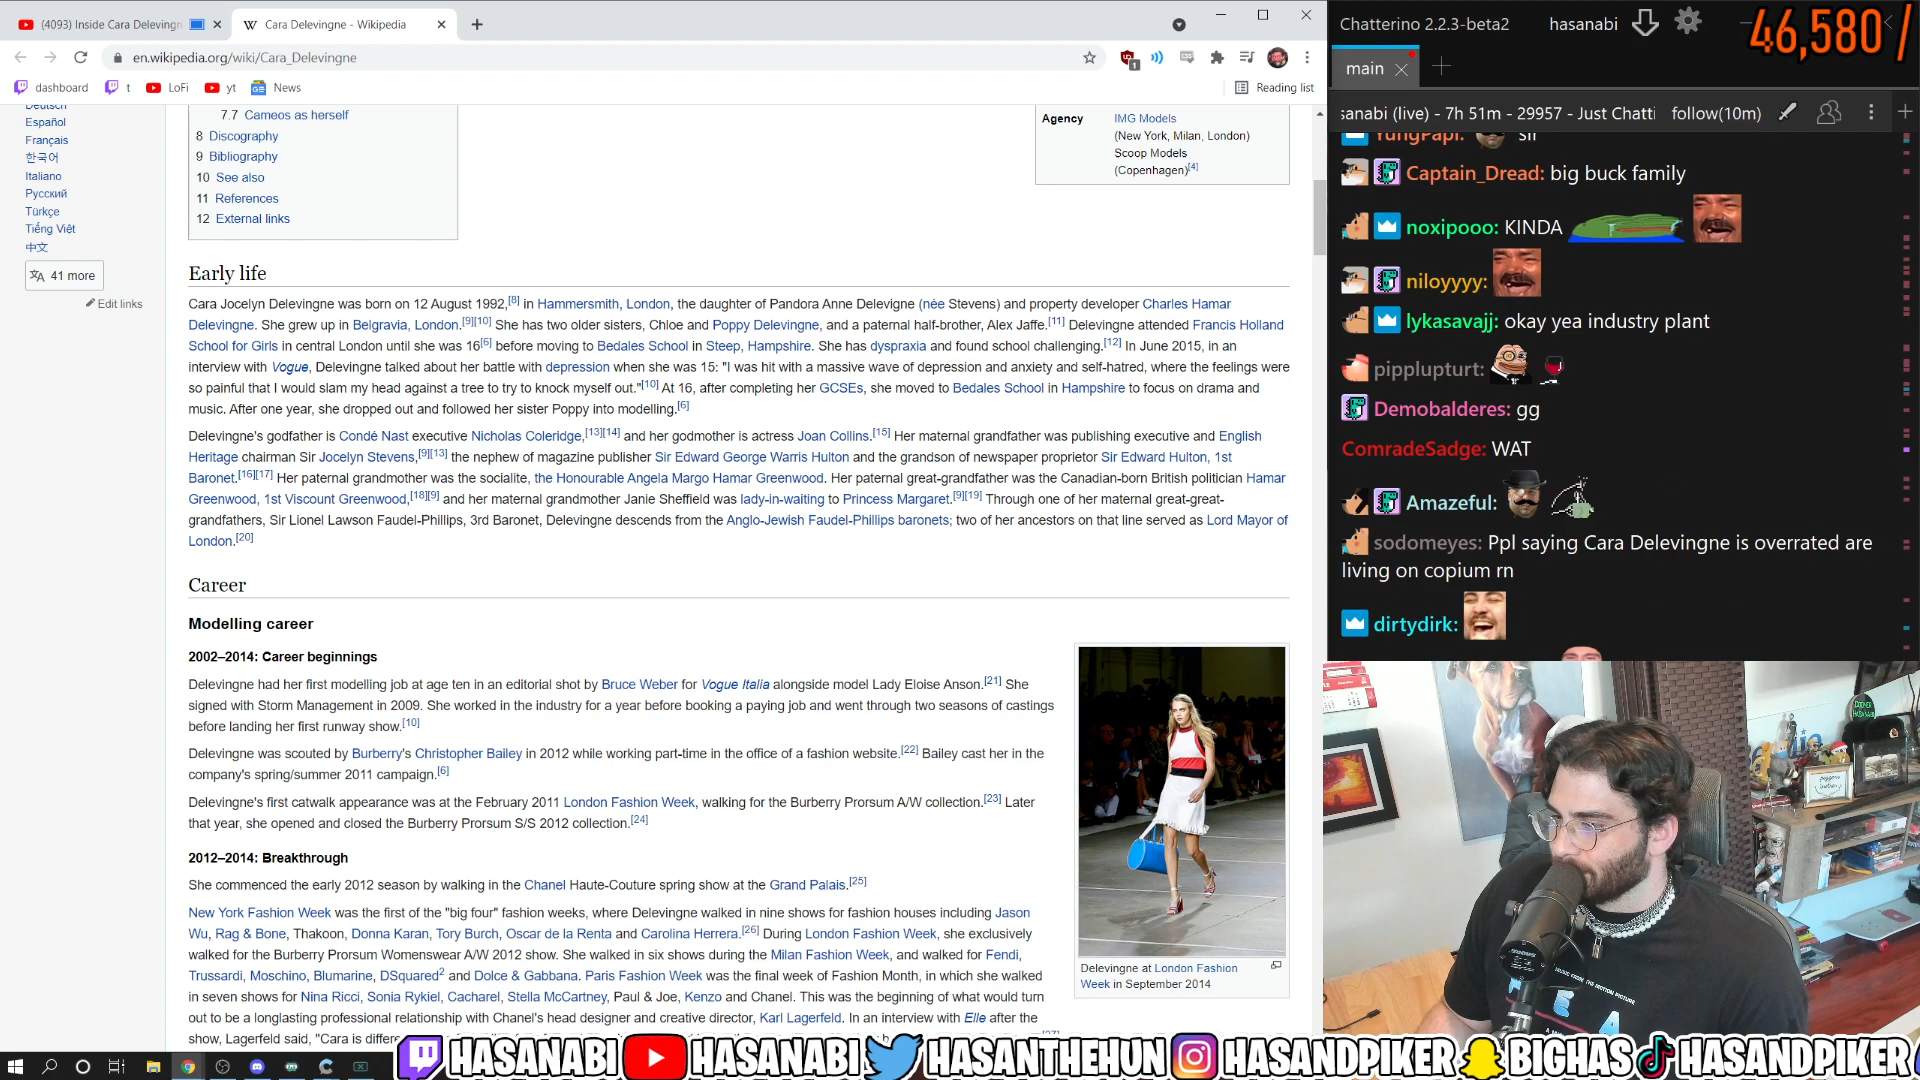 (4093) Inside Cara Delevingn
Cara Delevingne - Wikipedia
en.wikipedia.org/wiki/Cara_Delevingne
dashboard
t
LoFi
yt
News
Reading list
Deutsch
Español
Français
한국어
Italiano
Русский
Türkçe
Tiếng Việt
中文
41 more
Edit links
7.7 Cameos as herself
8 Discography
9 Bibliography
10 See also
11 References
12 External links
Agency
IMG Models
(New York, Milan, London)
Scoop Models
(Copenhagen)[4]
Early life
Cara Jocelyn Delevingne was born on 12 August 1992,[8] in Hammersmith, London, the daughter of Pandora Anne Delevigne (née Stevens) and property developer Charles Hamar
Delevingne. She grew up in Belgravia, London.[9][10] She has two older sisters, Chloe and Poppy Delevingne, and a paternal half-brother, Alex Jaffe.[11] Delevingne attended Francis Holland
School for Girls in central London until she was 16[6] before moving to Bedales School in Steep, Hampshire. She has dyspraxia and found school challenging.[12] In June 2015, in an
interview with Vogue, Delevingne talked about her battle with depression when she was 15: "I was hit with a massive wave of depression and anxiety and self-hatred, where the feelings were
so painful that I would slam my head against a tree to try to knock myself out."[10] At 16, after completing her GCSEs, she moved to Bedales School in Hampshire to focus on drama and
music. After one year, she dropped out and followed her sister Poppy into modelling.[6]
Delevingne's godfather is Condé Nast executive Nicholas Coleridge,[13][14] and her godmother is actress Joan Collins.[15] Her maternal grandfather was publishing executive and English
Heritage chairman Sir Jocelyn Stevens,[9][13] the nephew of magazine publisher Sir Edward George Warris Hulton and the grandson of newspaper proprietor Sir Edward Hulton, 1st
Baronet.[16][17] Her paternal grandmother was the socialite, the Honourable Angela Margo Hamar Greenwood. Her paternal great-grandfather was the Canadian-born British politician Hamar
Greenwood, 1st Viscount Greenwood,[18][9] and her maternal grandmother Janie Sheffield was lady-in-waiting to Princess Margaret.[9][19] Through one of her maternal great-great-
grandfathers, Sir Lionel Lawson Faudel-Phillips, 3rd Baronet, Delevingne descends from the Anglo-Jewish Faudel-Phillips baronets; two of her ancestors on that line served as Lord Mayor of
London.[20]
Career
Modelling career
2002–2014: Career beginnings
Delevingne had her first modelling job at age ten in an editorial shot by Bruce Weber for Vogue Italia alongside model Lady Eloise Anson.[21] She
signed with Storm Management in 2009. She worked in the industry for a year before booking a paying job and went through two seasons of castings
before landing her first runway show.[10]
Delevingne was scouted by Burberry's Christopher Bailey in 2012 while working part-time in the office of a fashion website.[22] Bailey cast her in the
company's spring/summer 2011 campaign.[6]
Delevingne's first catwalk appearance was at the February 2011 London Fashion Week, walking for the Burberry Prorsum A/W collection.[23] Later
that year, she opened and closed the Burberry Prorsum S/S 2012 collection.[24]
2012–2014: Breakthrough
She commenced the early 2012 season by walking in the Chanel Haute-Couture spring show at the Grand Palais.[25]
New York Fashion Week was the first of the "big four" fashion weeks, where Delevingne walked in nine shows for fashion houses including Jason
Wu, Rag & Bone, Thakoon, Donna Karan, Tory Burch, Oscar de la Renta and Carolina Herrera.[26] During London Fashion Week, she exclusively
walked for the Burberry Prorsum Womenswear A/W 2012 show. She walked in six shows during the Milan Fashion Week, and walked for Fendi,
Trussardi, Moschino, Blumarine, DSquared2 and Dolce & Gabbana. Paris Fashion Week was the final week of Fashion Month, in which she walked
in seven shows for Nina Ricci, Sonia Rykiel, Cacharel, Stella McCartney, Paul & Joe, Kenzo and Chanel. This was the beginning of what would turn
out to be a longlasting professional relationship with Chanel's head designer and creative director, Karl Lagerfeld. In an interview with Elle after the
show, Lagerfeld said, "Cara is differe
Delevingne at London Fashion
Week in September 2014
Chatterino 2.2.3-beta2
hasanabi
46,580 /
main
sanabi (live) - 7h 51m - 29957 - Just Chatti
follow(10m)
YungPapi: sir
Captain_Dread: big buck family
noxipooo: KINDA
niloyyyy:
lykasavajj: okay yea industry plant
pipplupturt:
Demobalderes: gg
ComradeSadge: WAT
Amazeful:
sodomeyes: Ppl saying Cara Delevingne is overrated are
living on copium rn
dirtydirk:
HASANABI
HASANABI
HASANTHEHUN
HASANDPIKER
BIGHAS
HASANDPIKER